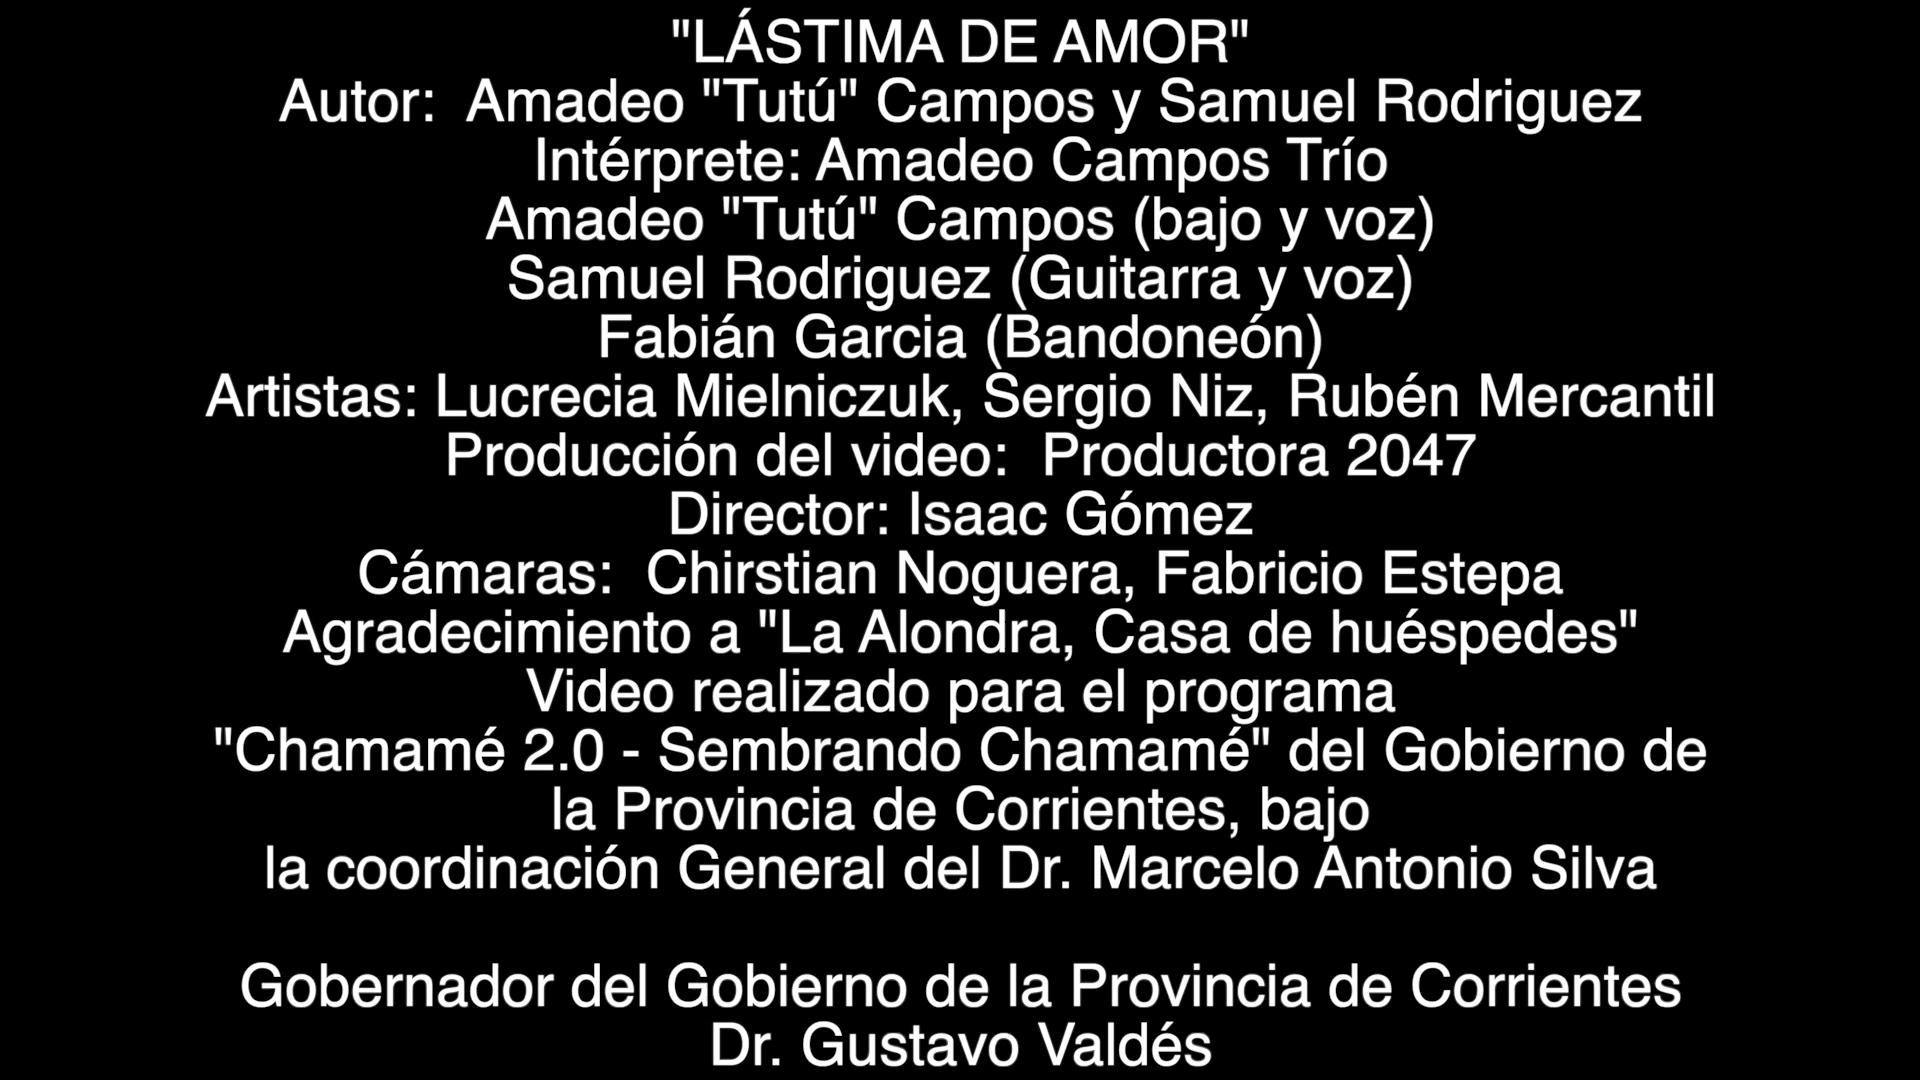 "LÁSTIMA DE AMOR"
Autor:  Amadeo "Tutú" Campos y Samuel Rodriguez
Intérprete: Amadeo Campos Trío
Amadeo "Tutú" Campos (bajo y voz)
Samuel Rodriguez (Guitarra y voz)
Fabián Garcia (Bandoneón)
Artistas: Lucrecia Mielniczuk, Sergio Niz, Rubén Mercantil
Producción del video:  Productora 2047
Director: Isaac Gómez
Cámaras:  Chirstian Noguera, Fabricio Estepa
Agradecimiento a "La Alondra, Casa de huéspedes"
Video realizado para el programa
"Chamamé 2.0 - Sembrando Chamamé" del Gobierno de
la Provincia de Corrientes, bajo
la coordinación General del Dr. Marcelo Antonio Silva
Gobernador del Gobierno de la Provincia de Corrientes
Dr. Gustavo Valdés